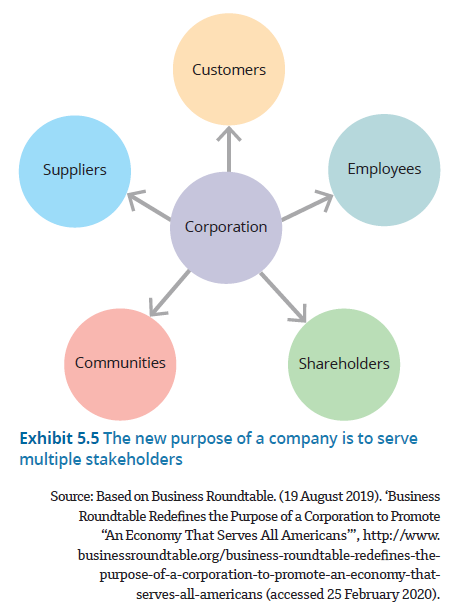 Customers
Suppliers
Employees
Corporation
Communities
Shareholders
Exhibit 5.5 The new purpose of a company is to serve
multiple stakeholders
Source: Based on Business Roundtable. (19 August 2019). ‘Business
Roundtable Redefines the Purpose of a Corporation to Promote
“An Economy That Serves All Americans”’, http://www.
businessroundtable.org/business-roundtable-redefines-the-
purpose-of-a-corporation-to-promote-an-economy-that-
serves-all-americans (accessed 25 February 2020).